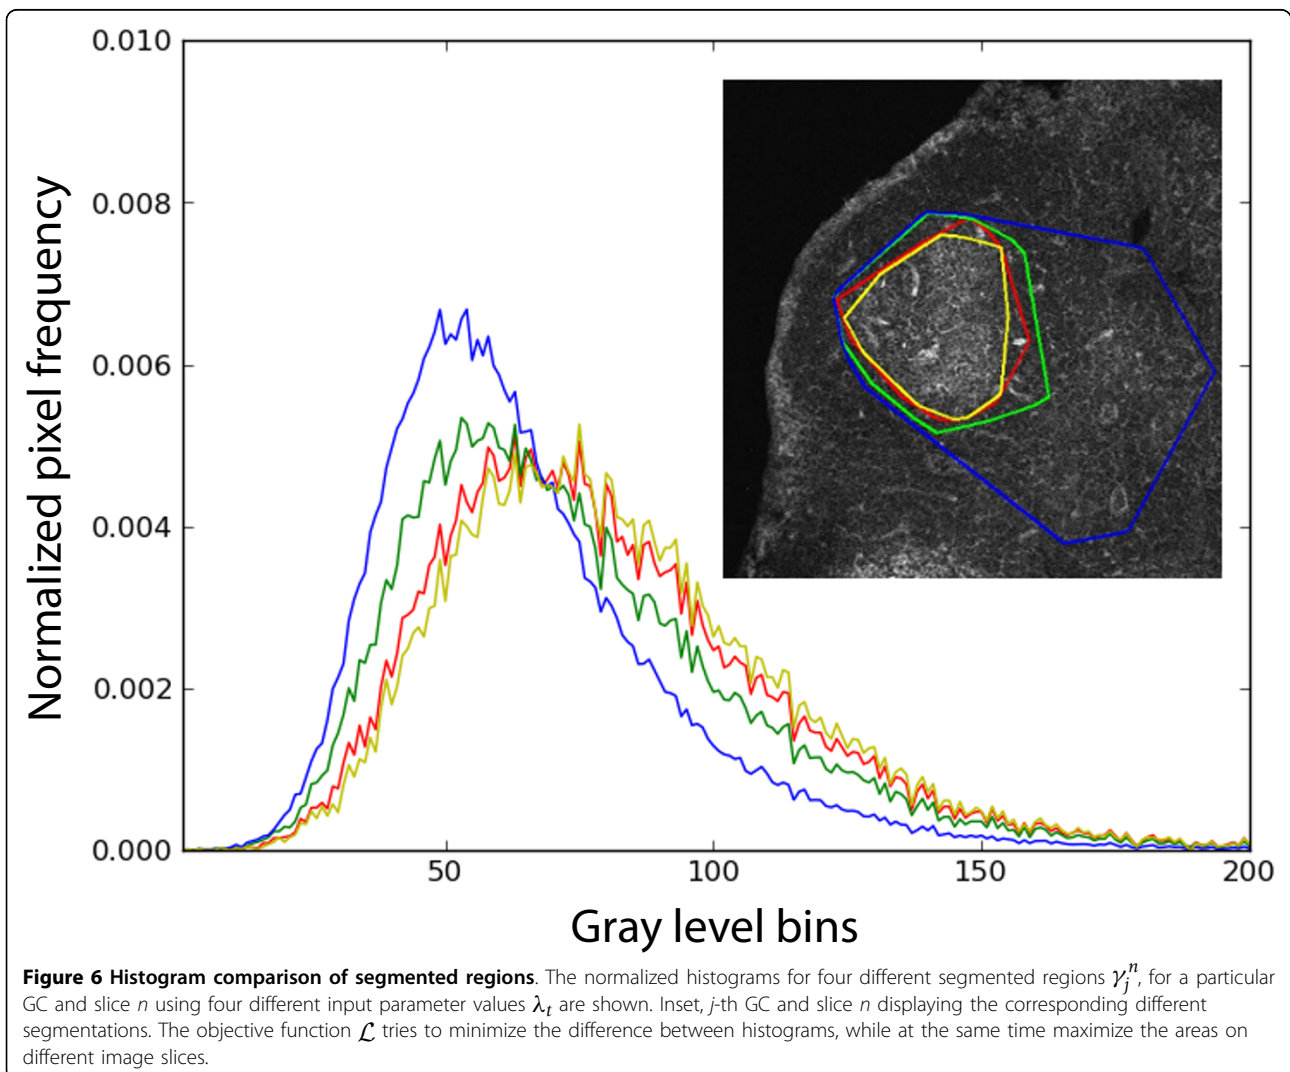 0.010
0.008
0.006
0.004
0.002
0.000
Normalized pixel frequency
50
100
150
200
Gray level bins
Figure 6 Histogram comparison of segmented regions. The normalized histograms for four different segmented regions γ_j^n, for a particular
GC and slice n using four different input parameter values λ_t are shown. Inset, j-th GC and slice n displaying the corresponding different
segmentations. The objective function ℒ tries to minimize the difference between histograms, while at the same time maximize the areas on
different image slices.